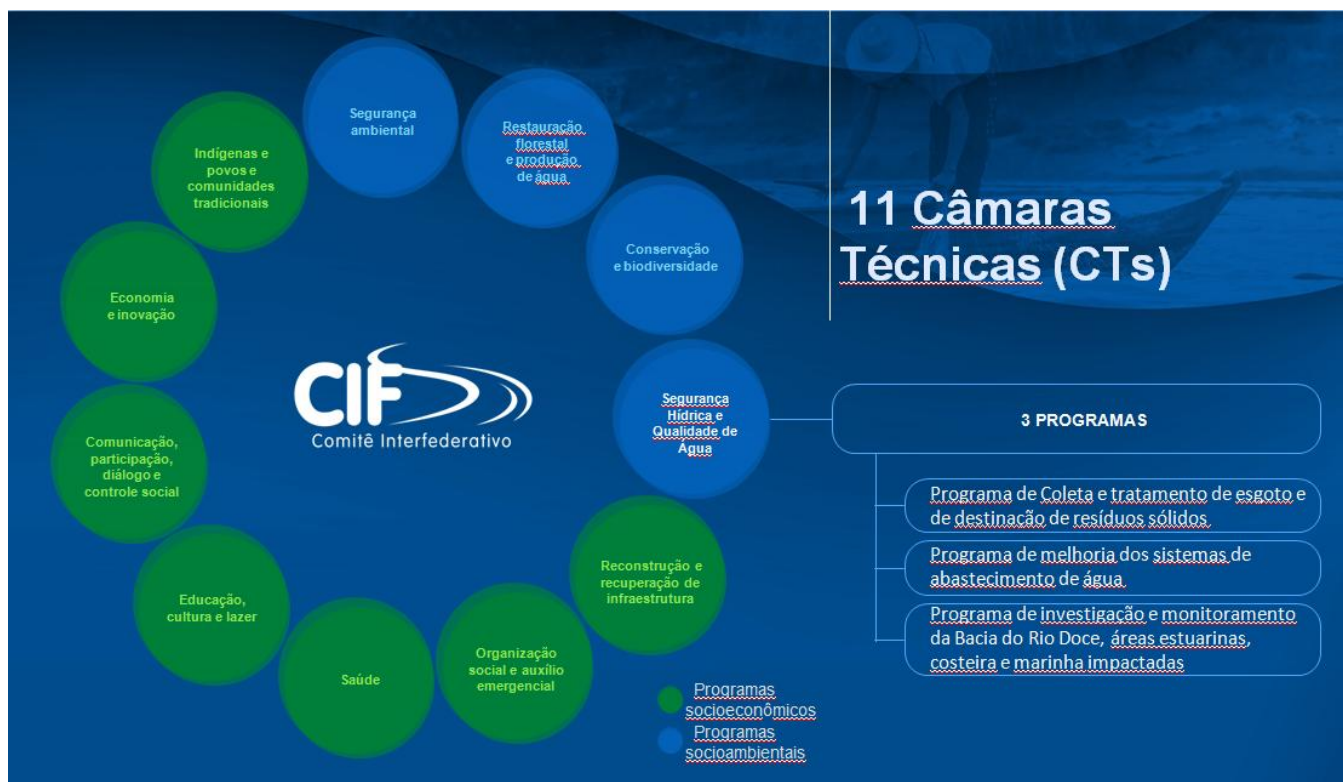 11 Câmaras
Técnicas (CTs)
Segurança
ambiental
Restauração
florestal
e produção
de água
Conservação
e biodiversidade
Segurança
Hídrica e
Qualidade de
Água
Reconstrução e
recuperação de
infraestrutura
Organização
social e auxílio
emergencial
Saúde
Educação,
cultura e lazer
Comunicação,
participação,
diálogo e
controle social
Economia
e inovação
Indígenas e
povos e
comunidades
tradicionais
CIF
Comitê Interfederativo
3 PROGRAMAS
Programa de Coleta e tratamento de esgoto e
de destinação de resíduos sólidos
Programa de melhoria dos sistemas de
abastecimento de água
Programa de investigação e monitoramento
da Bacia do Rio Doce, áreas estuarinas,
costeira e marinha impactadas
Programas
socioeconômicos
Programas
socioambientais